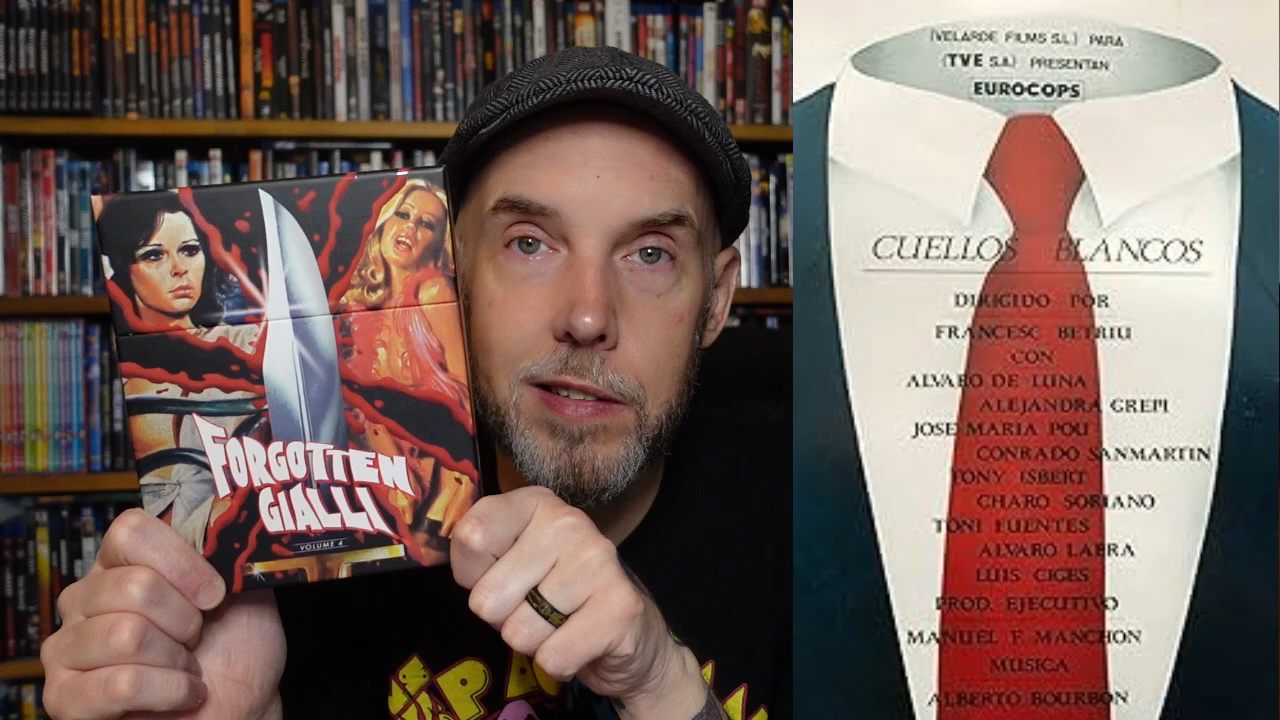 FORGOTTEN
GIALLI
VOLUME 4
(VELARDE FILMS S.L.) PARA
(TVE S.A.) PRESENTAN
EUROCOPS
CUELLOS BLANCOS
DIRIGIDO POR
FRANCESC BETRIU
CON
ALVARO DE LUNA
ALEJANDRA GREPI
JOSE MARIA POU
CONRADO SANMARTIN
TONY ISBERT
CHARO SORIANO
TONI FUENTES
ALVARO LABRA
LUIS CIGES
PROD. EJECUTIVO
MANUEL F. MANCHON
MUSICA
ALBERTO BOURBON